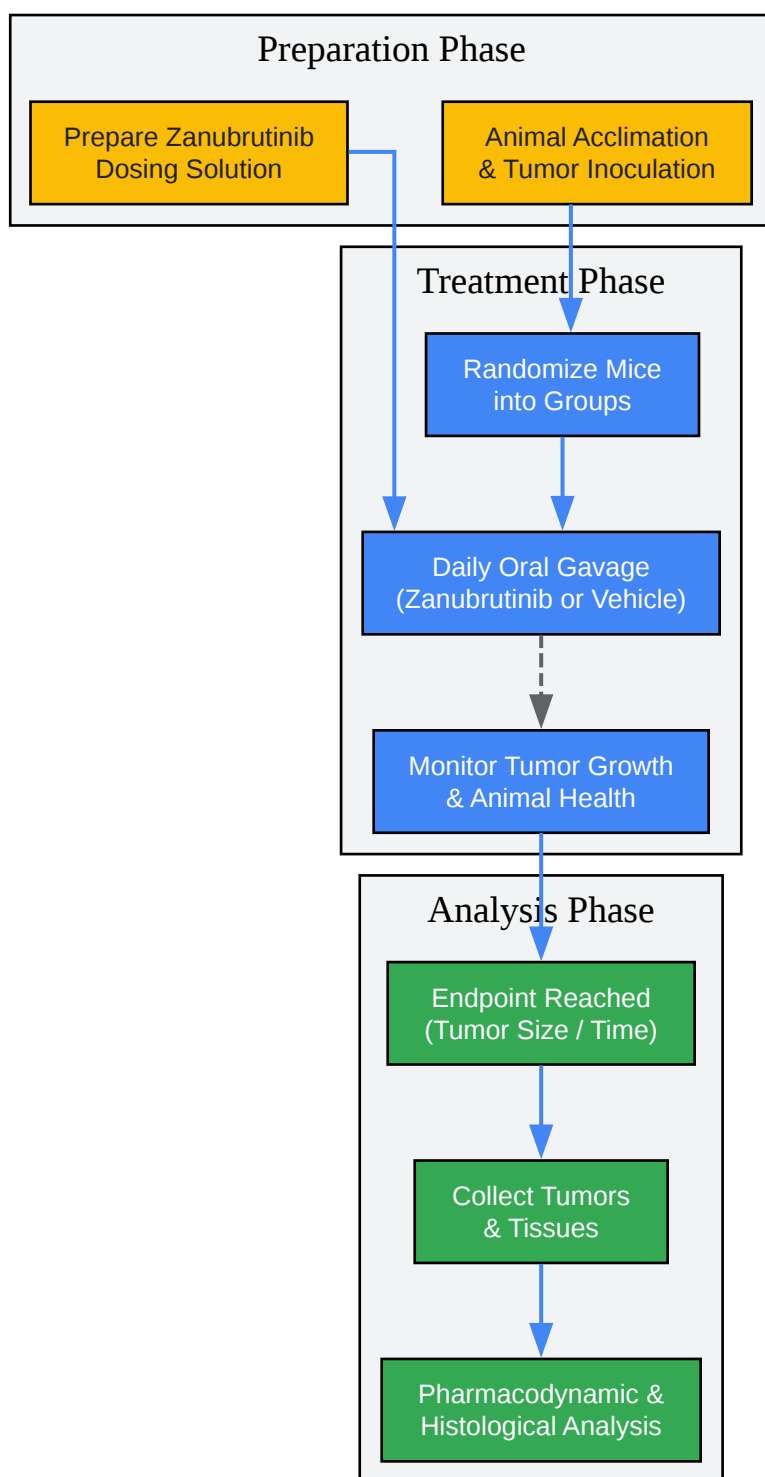 Preparation Phase
Prepare Zanubrutinib
Dosing Solution
Animal Acclimation
& Tumor Inoculation
Treatment Phase
Randomize Mice
into Groups
Daily Oral Gavage
(Zanubrutinib or Vehicle)
Monitor Tumor Growth
& Animal Health
Analysis Phase
Endpoint Reached
(Tumor Size / Time)
Collect Tumors
& Tissues
Pharmacodynamic &
Histological Analysis